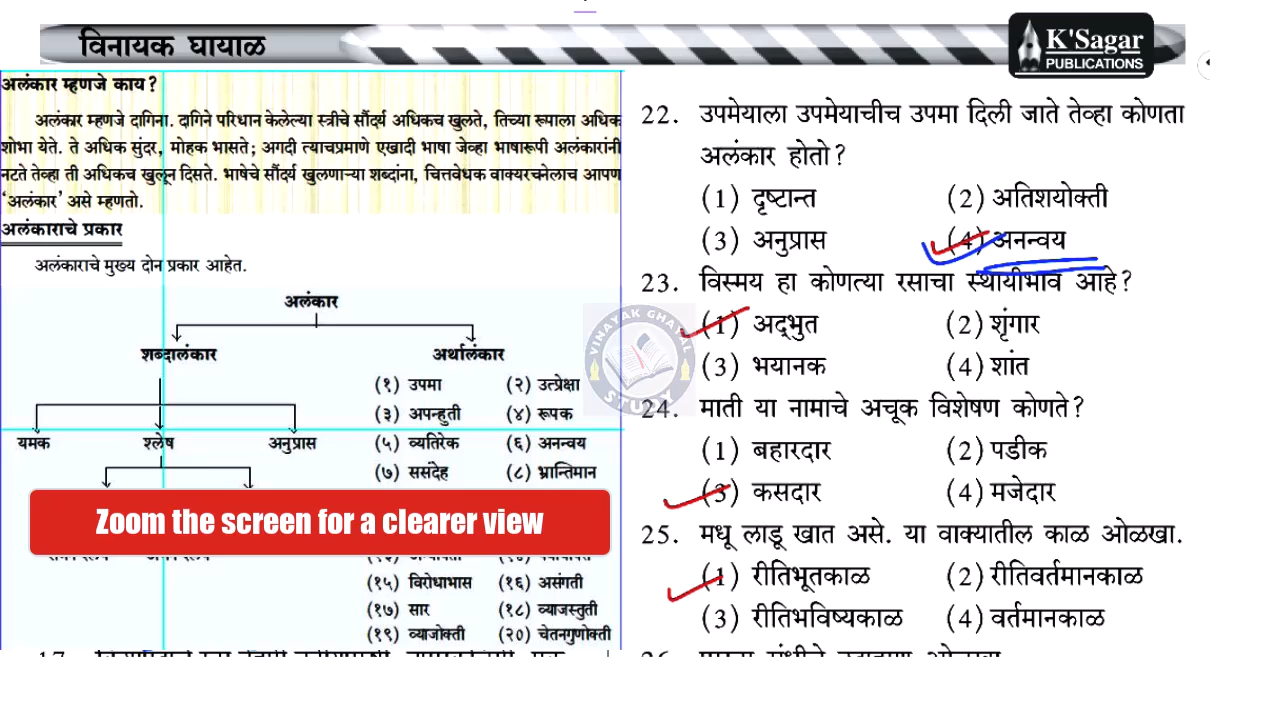 विनायक घायाळ
K'Sagar
PUBLICATIONS
अलंकार म्हणजे काय?
अलंकार म्हणजे दागिना. दागिने परिधान केलेल्या स्त्रीचे सौंदर्य अधिकच खुलते, तिच्या रूपाला अधिक
शोभा येते. ते अधिक सुंदर, मोहक भासते; अगदी त्याचप्रमाणे एखादी भाषा जेव्हा भाषारूपी अलंकारांनी
नटते तेव्हा ती अधिकच खुलून दिसते. भाषेचे सौंदर्य खुलणाऱ्या शब्दांना, चित्तवेधक वाक्यरचनेलाच आपण
'अलंकार' असे म्हणतो.
अलंकाराचे प्रकार
अलंकाराचे मुख्य दोन प्रकार आहेत.
अलंकार
शब्दालंकार अर्थालंकार
(१) उपमा (२) उत्प्रेक्षा
(३) अपन्हुती (४) रूपक
यमक श्लेष अनुप्रास (५) व्यतिरेक (६) अनन्वय
(७) ससंदेह (८) भ्रान्तिमान
Zoom the screen for a clearer view
(१५) विरोधाभास (१६) असंगती
(१७) सार (१८) व्याजस्तुती
(१९) व्याजोक्ती (२०) चेतनगुणोक्ती
VINAYAK GHAYAL
STUDY
22. उपमेयाला उपमेयाचीच उपमा दिली जाते तेव्हा कोणता
अलंकार होतो?
(1) दृष्टान्त (2) अतिशयोक्ती
(3) अनुप्रास (4) अनन्वय
23. विस्मय हा कोणत्या रसाचा स्थायीभाव आहे?
(1) अद्‌भुत (2) शृंगार
(3) भयानक (4) शांत
24. माती या नामाचे अचूक विशेषण कोणते?
(1) बहारदार (2) पडीक
(3) कसदार (4) मजेदार
25. मधू लाडू खात असे. या वाक्यातील काळ ओळखा.
(1) रीतिभूतकाळ (2) रीतिवर्तमानकाळ
(3) रीतिभविष्यकाळ (4) वर्तमानकाळ